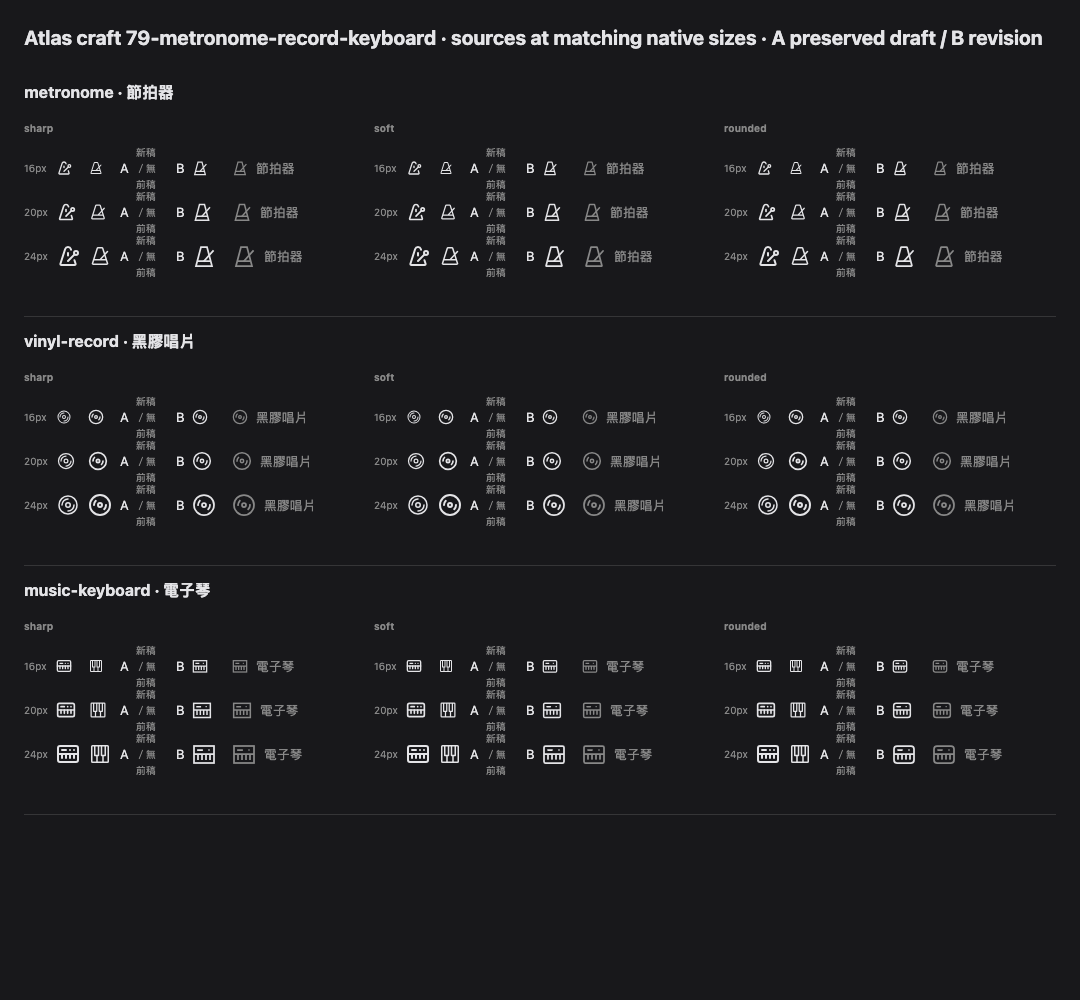 Atlas craft 79-metronome-record-keyboard · sources at matching native sizes · A preserved draft / B revision
metronome · 節拍器
sharp
soft
rounded
16px A 新稿 / 無前稿 B 節拍器
16px A 新稿 / 無前稿 B 節拍器
16px A 新稿 / 無前稿 B 節拍器
20px A 新稿 / 無前稿 B 節拍器
20px A 新稿 / 無前稿 B 節拍器
20px A 新稿 / 無前稿 B 節拍器
24px A 新稿 / 無前稿 B 節拍器
24px A 新稿 / 無前稿 B 節拍器
24px A 新稿 / 無前稿 B 節拍器
vinyl-record · 黑膠唱片
sharp
soft
rounded
16px A 新稿 / 無前稿 B 黑膠唱片
16px A 新稿 / 無前稿 B 黑膠唱片
16px A 新稿 / 無前稿 B 黑膠唱片
20px A 新稿 / 無前稿 B 黑膠唱片
20px A 新稿 / 無前稿 B 黑膠唱片
20px A 新稿 / 無前稿 B 黑膠唱片
24px A 新稿 / 無前稿 B 黑膠唱片
24px A 新稿 / 無前稿 B 黑膠唱片
24px A 新稿 / 無前稿 B 黑膠唱片
music-keyboard · 電子琴
sharp
soft
rounded
16px A 新稿 / 無前稿 B 電子琴
16px A 新稿 / 無前稿 B 電子琴
16px A 新稿 / 無前稿 B 電子琴
20px A 新稿 / 無前稿 B 電子琴
20px A 新稿 / 無前稿 B 電子琴
20px A 新稿 / 無前稿 B 電子琴
24px A 新稿 / 無前稿 B 電子琴
24px A 新稿 / 無前稿 B 電子琴
24px A 新稿 / 無前稿 B 電子琴